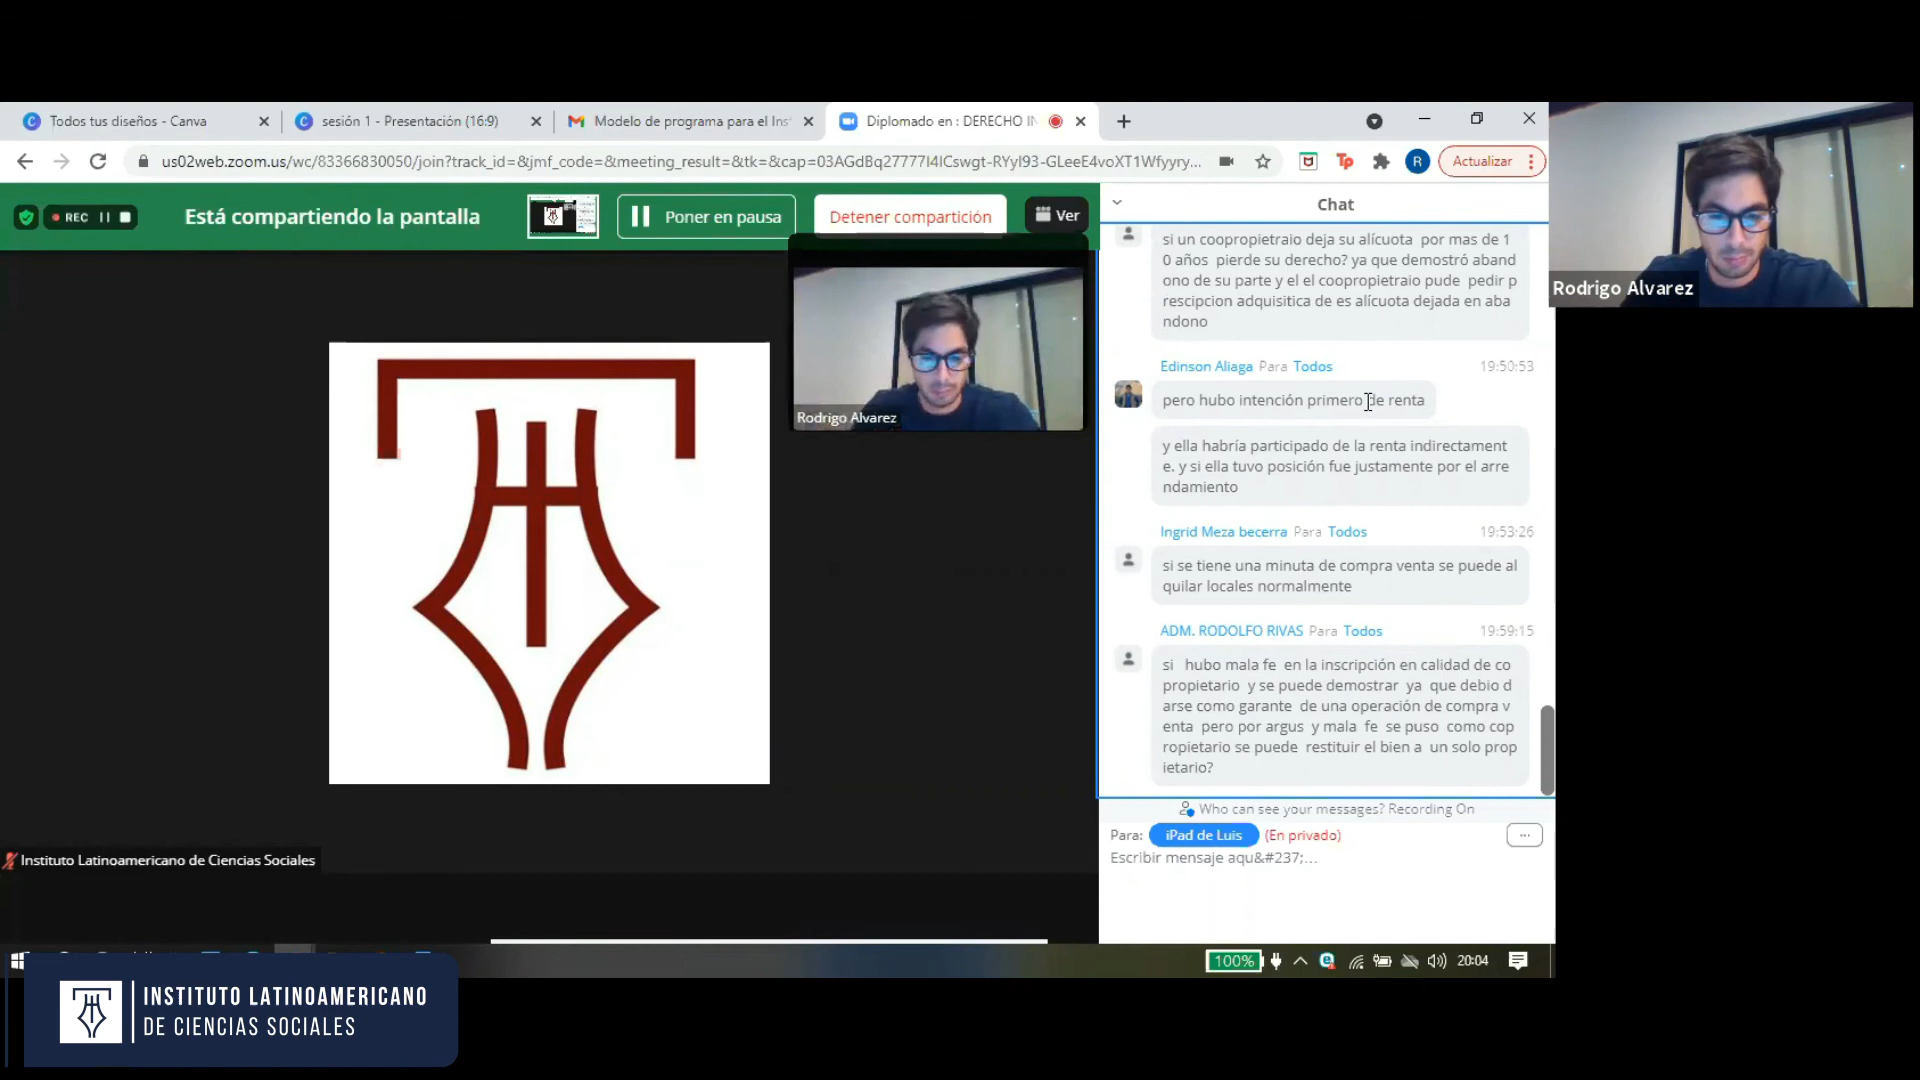 Todos tus diseños - Canva
sesión 1 - Presentación (16:9)
Modelo de programa para el Ins
Diplomado en : DERECHO IN
us02web.zoom.us/wc/83366830050/join?track_id=&jmf_code=&meeting_result=&tk=&cap=03AGdBq27777I4ICswgt-RYyI93-GLeeE4voXT1Wfyyry...
Tp
R
Actualizar
REC
Está compartiendo la pantalla
Poner en pausa
Detener compartición
Ver
Chat
si un coopropietraio deja su alícuota por mas de 1
0 años pierde su derecho? ya que demostró aband
ono de su parte y el el coopropietraio pude pedir p
rescipcion adquisitica de es alícuota dejada en aba
ndono
Edinson Aliaga Para Todos 19:50:53
pero hubo intención primero de renta
y ella habría participado de la renta indirectament
e. y si ella tuvo posición fue justamente por el arre
ndamiento
Ingrid Meza becerra Para Todos 19:53:26
si se tiene una minuta de compra venta se puede al
quilar locales normalmente
ADM. RODOLFO RIVAS Para Todos 19:59:15
si hubo mala fe en la inscripción en calidad de co
propietario y se puede demostrar ya que debio d
arse como garante de una operación de compra v
enta pero por argus y mala fe se puso como cop
ropietario se puede restituir el bien a un solo prop
ietario?
Who can see your messages? Recording On
Para: iPad de Luis (En privado)
Escribir mensaje aqu&#237;...
Rodrigo Alvarez
Rodrigo Alvarez
Instituto Latinoamericano de Ciencias Sociales
100%
20:04
INSTITUTO LATINOAMERICANO
DE CIENCIAS SOCIALES